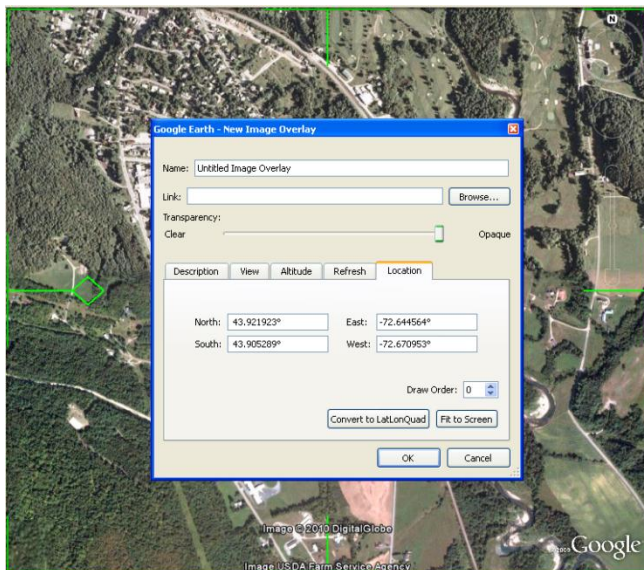 N
Google Earth - New Image Overlay
Name: Untitled Image Overlay
Link: Browse...
Transparency:
Clear Opaque
Description View Altitude Refresh Location
North: 43.921923° East: -72.644564°
South: 43.905289° West: -72.670953°
Draw Order: 0
Convert to LatLonQuad Fit to Screen
OK Cancel
Image © 2010 DigitalGlobe
Google
Image USDA Farm Service Agency